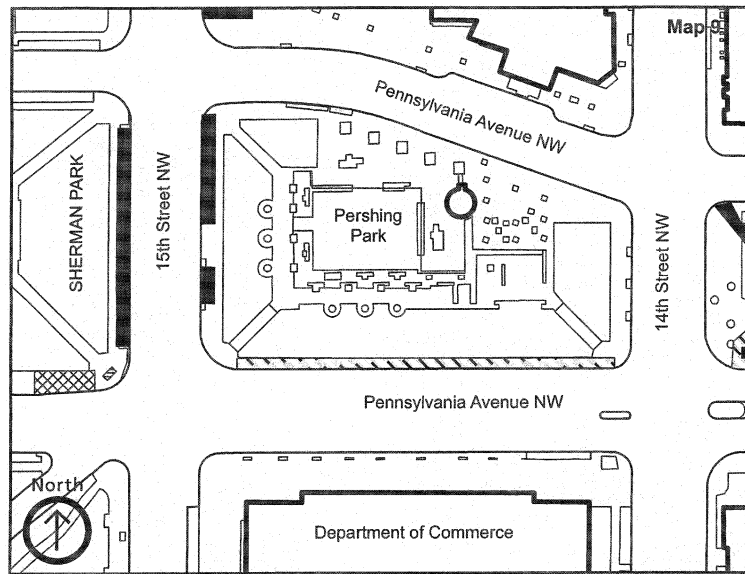 Map 9
Pennsylvania Avenue NW
SHERMAN PARK
15th Street NW
Pershing
Park
14th Street NW
Pennsylvania Avenue NW
North
Department of Commerce